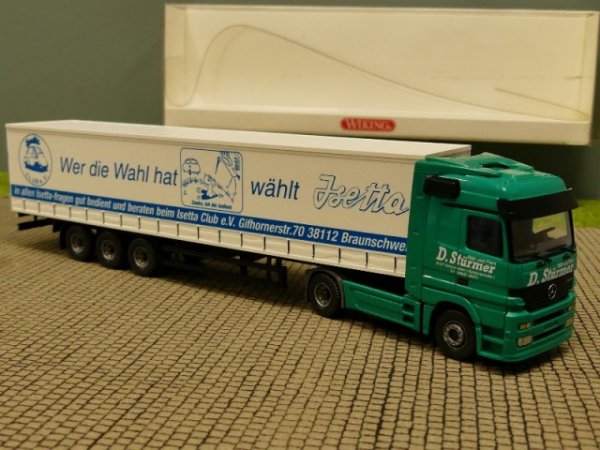 WIKING
Wer die Wahl hat wählt Isetta
in allen Isetta-fragen gut bedient und beraten beim Isetta Club e.V. Gifhornerstr.70 38112 Braunschwe
D. Stürmer
D. Stürmer